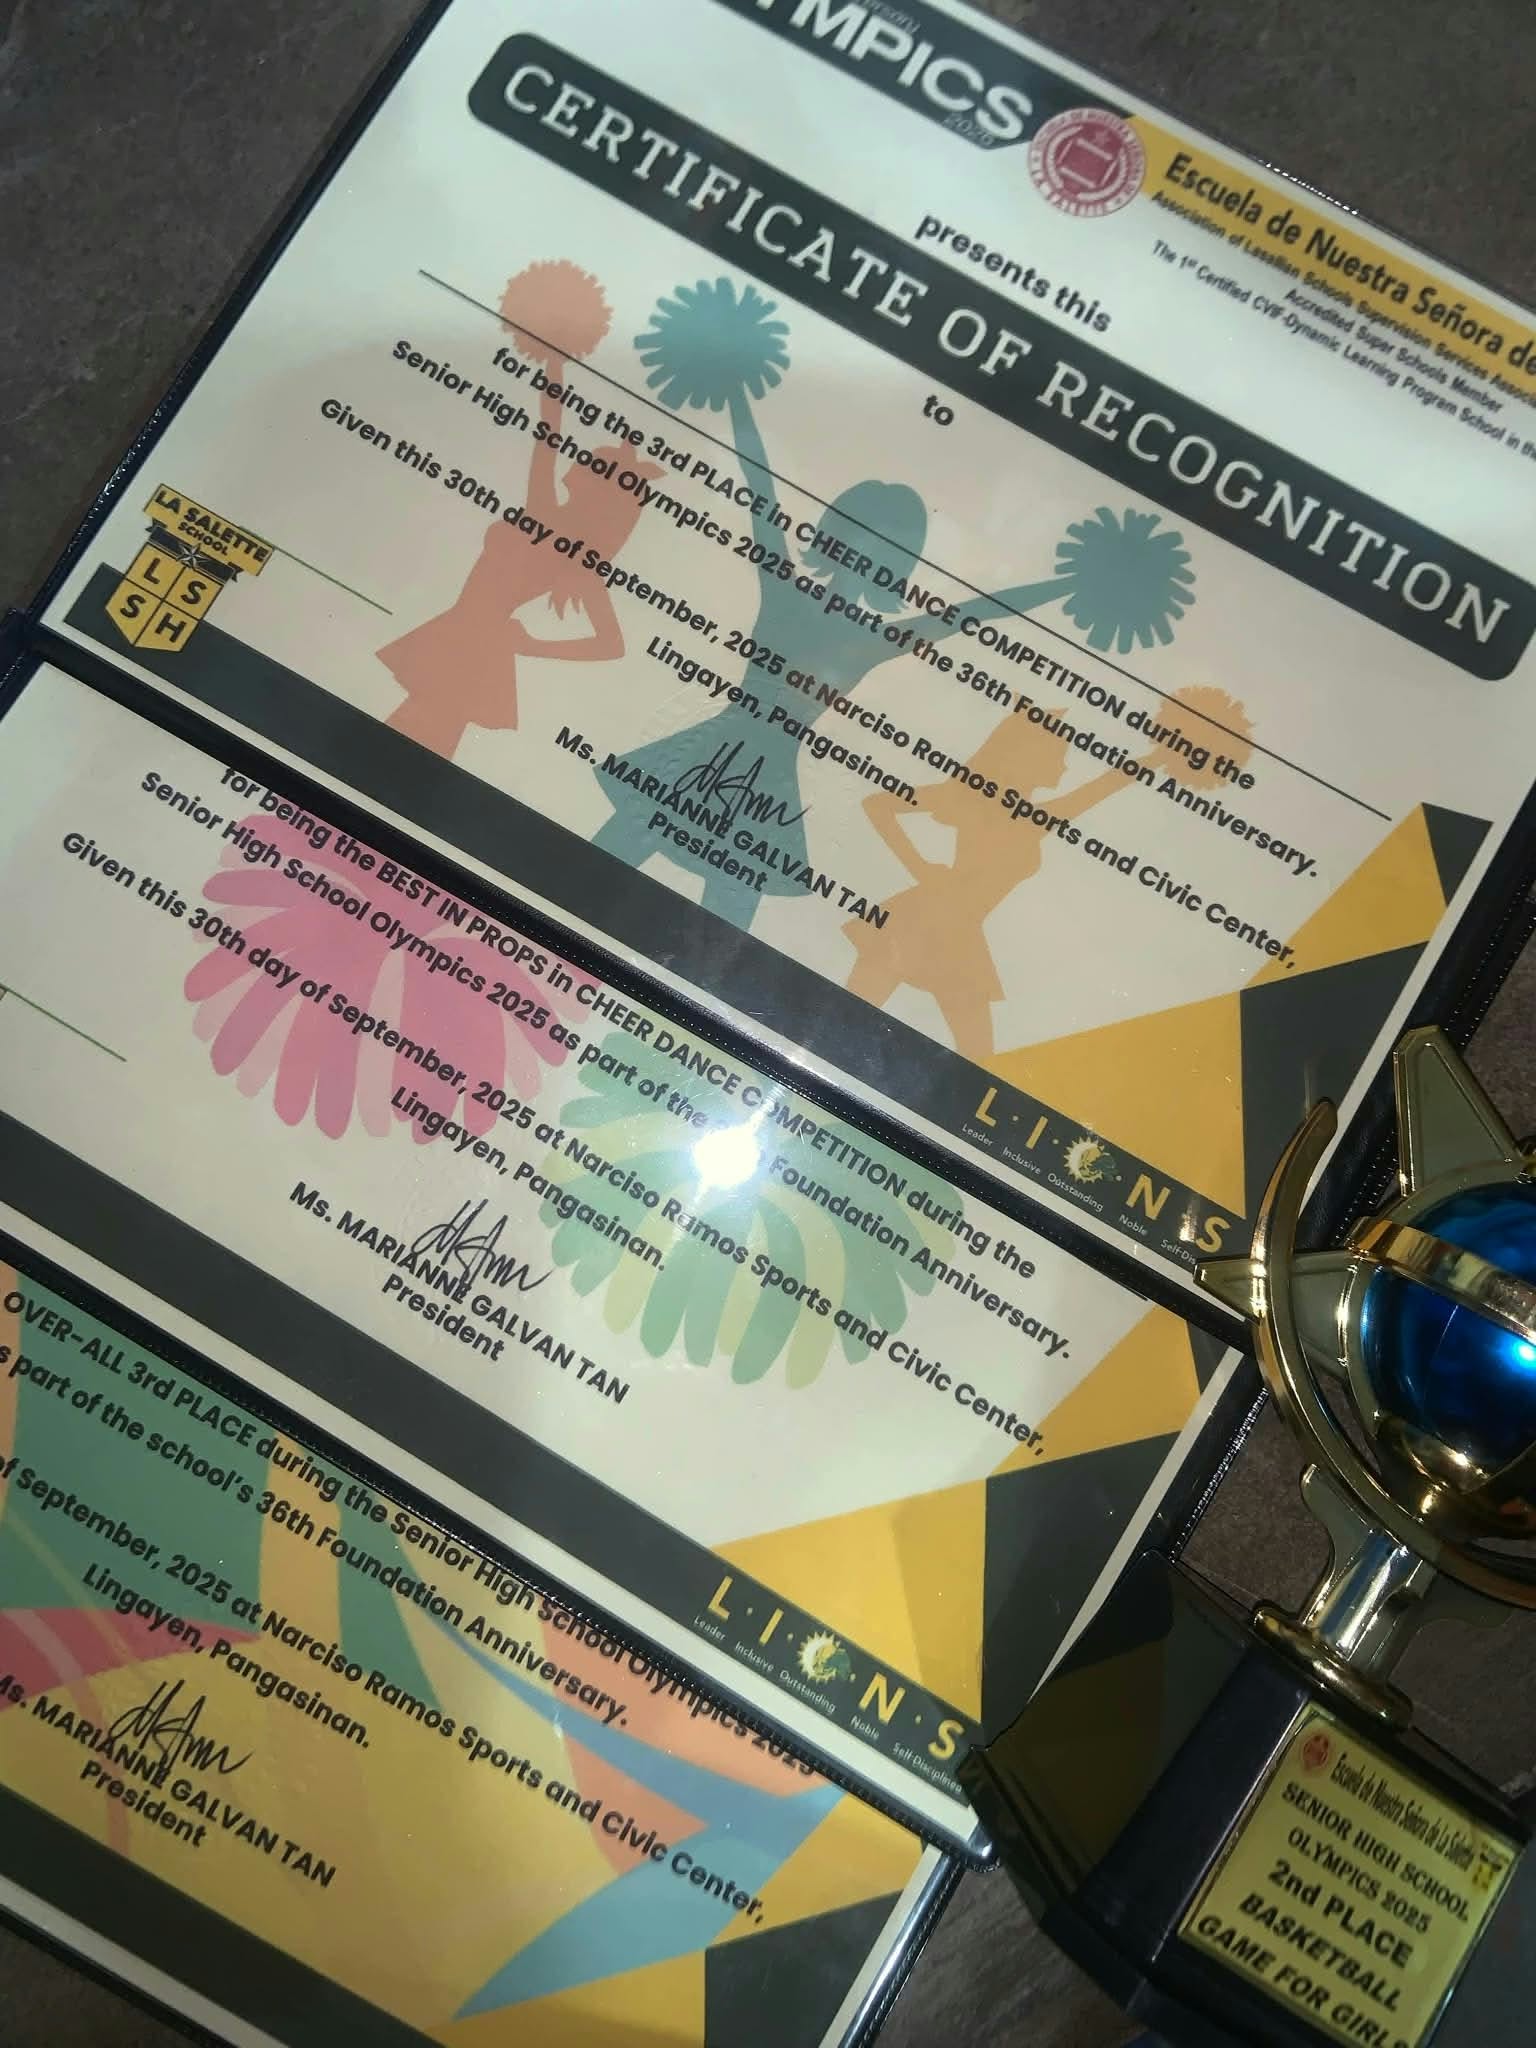 MPICS
2025
Escuela de Nuestra Señora de
Association of Lasallian Schools Supervision Services
Accredited Super Schools Member
The 1st Certified CVIF-Dynamic Learning Program School in the
presents this
CERTIFICATE OF RECOGNITION
to
for being the 3rd PLACE in CHEER DANCE COMPETITION during the
Senior High School Olympics 2025 as part of the 36th Foundation Anniversary.
Given this 30th day of September, 2025 at Narciso Ramos Sports and Civic Center,
Lingayen, Pangasinan.
Ms. MARIANNE GALVAN TAN
President
LA SALETTE
SCHOOL
L S
S H
L · I · O · N · S
Leader Inclusive Outstanding Noble Self-Dis
for being the BEST IN PROPS in CHEER DANCE COMPETITION during the
Senior High School Olympics 2025 as part of the Foundation Anniversary.
Given this 30th day of September, 2025 at Narciso Ramos Sports and Civic Center,
Lingayen, Pangasinan.
Ms. MARIANNE GALVAN TAN
President
L · I · O · N · S
Leader Inclusive Outstanding Noble Self-Disciplined
OVER-ALL 3rd PLACE during the Senior High School Olympics 2025
s part of the school's 36th Foundation Anniversary.
of September, 2025 at Narciso Ramos Sports and Civic Center,
Lingayen, Pangasinan.
Ms. MARIANNE GALVAN TAN
President
Escuela de Nuestra Señora de La Salette
SENIOR HIGH SCHOOL
OLYMPICS 2025
2nd PLACE
BASKETBALL
GAME FOR GIRLS